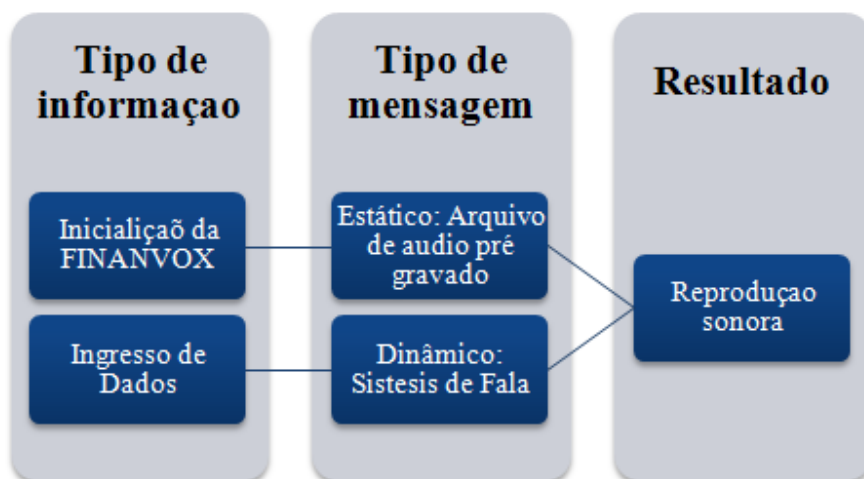 Tipo de
informaçao
Inicialiçaõ da
FINANVOX
Ingresso de
Dados
Tipo de
mensagem
Estático: Arquivo
de audio pré
gravado
Dinâmico:
Sistesis de Fala
Resultado
Reproduçao
sonora